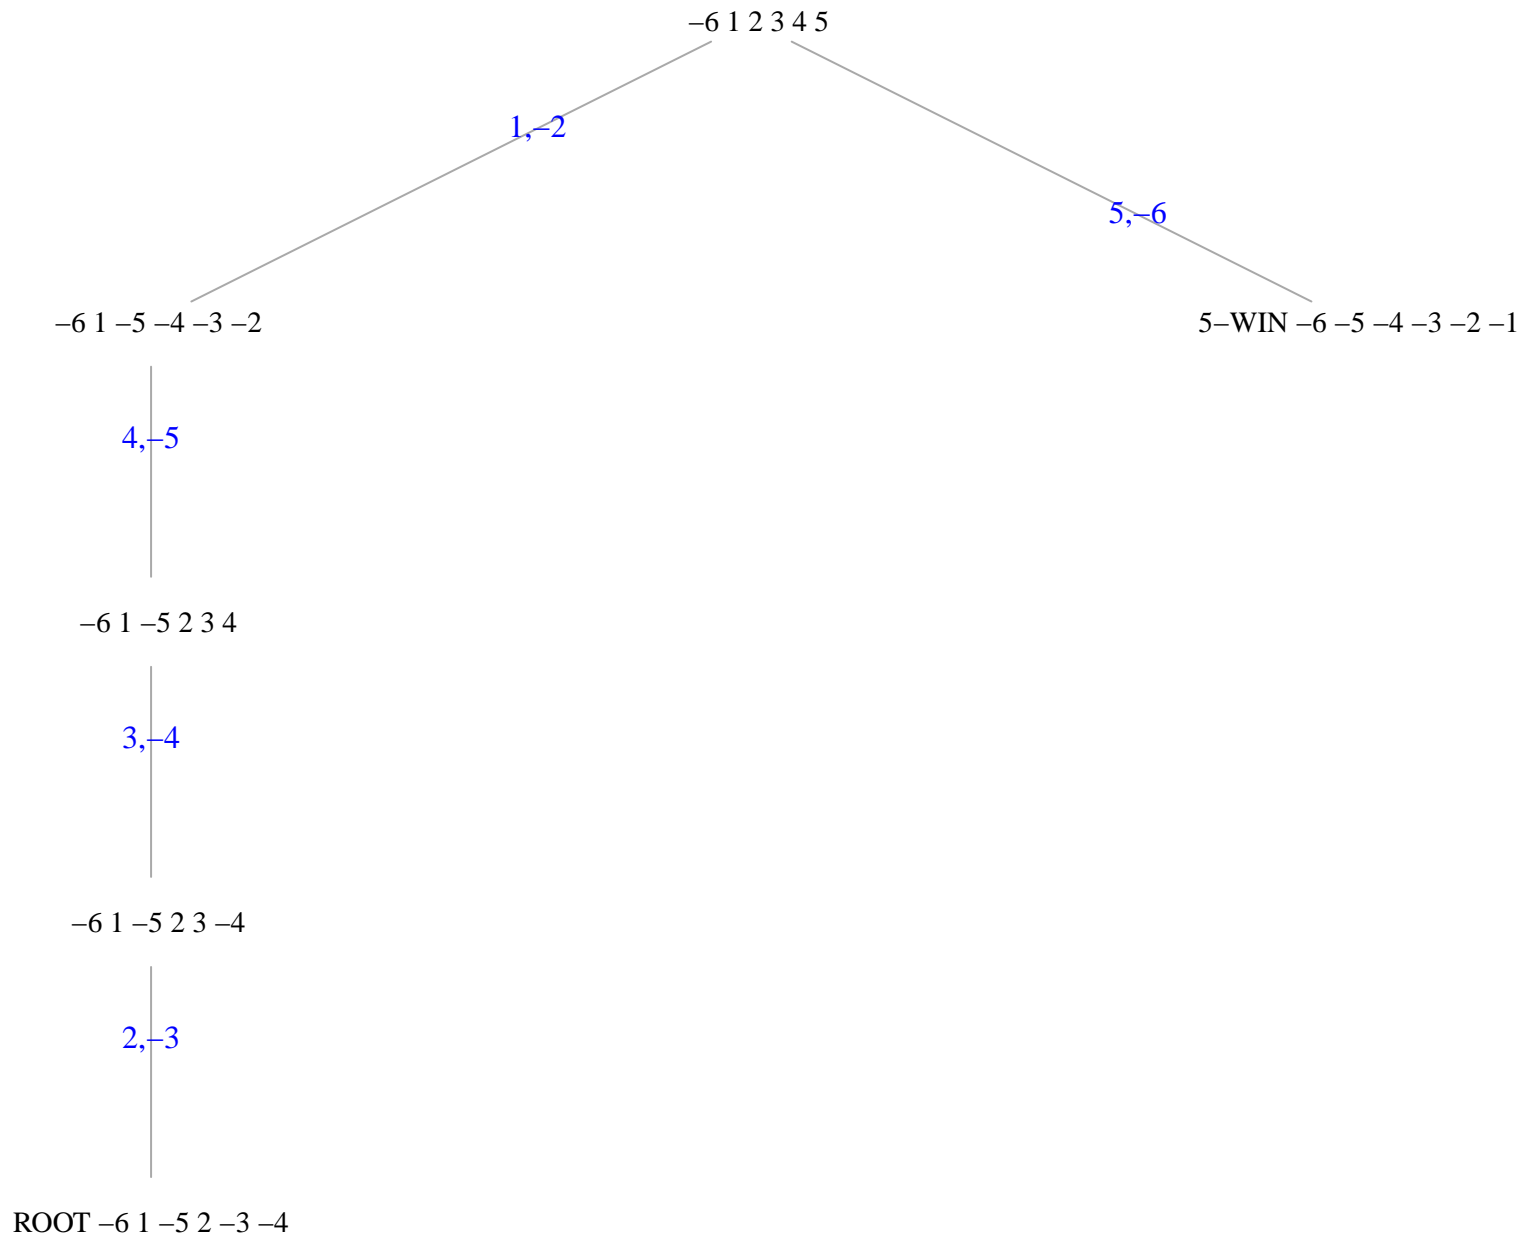 –6 1 2 3 4 5
1,–2
5,–6
–6 1 –5 –4 –3 –2
5–WIN –6 –5 –4 –3 –2 –1
4,–5
–6 1 –5 2 3 4
3,–4
–6 1 –5 2 3 –4
2,–3
ROOT –6 1 –5 2 –3 –4